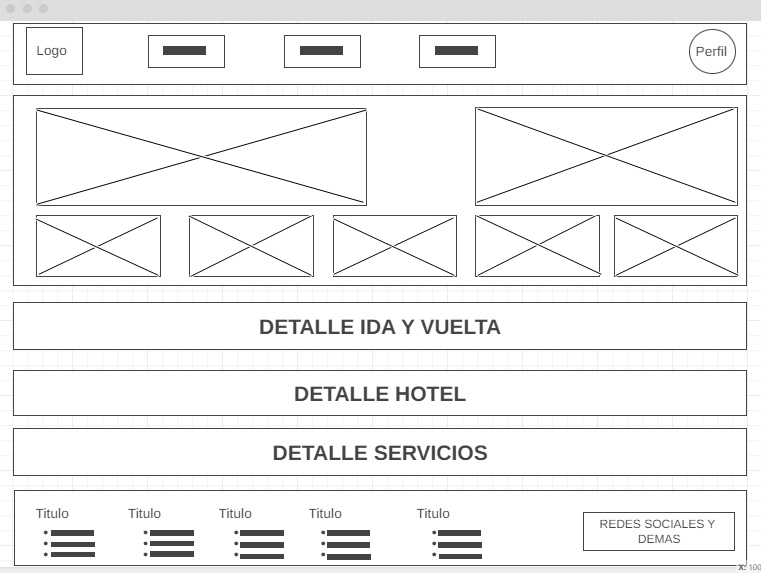 Logo
Perfil
DETALLE IDA Y VUELTA
DETALLE HOTEL
DETALLE SERVICIOS
Titulo Titulo Titulo Titulo Titulo
REDES SOCIALES Y
DEMAS
X: 100